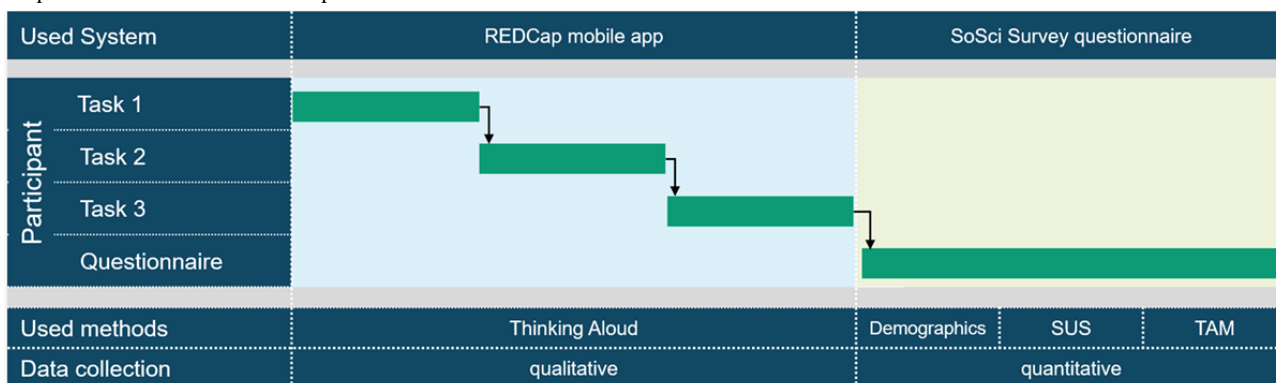 Used System
REDCap mobile app
SoSci Survey questionnaire
Participant
Task 1
Task 2
Task 3
Questionnaire
Used methods
Thinking Aloud
Demographics
SUS
TAM
Data collection
qualitative
quantitative